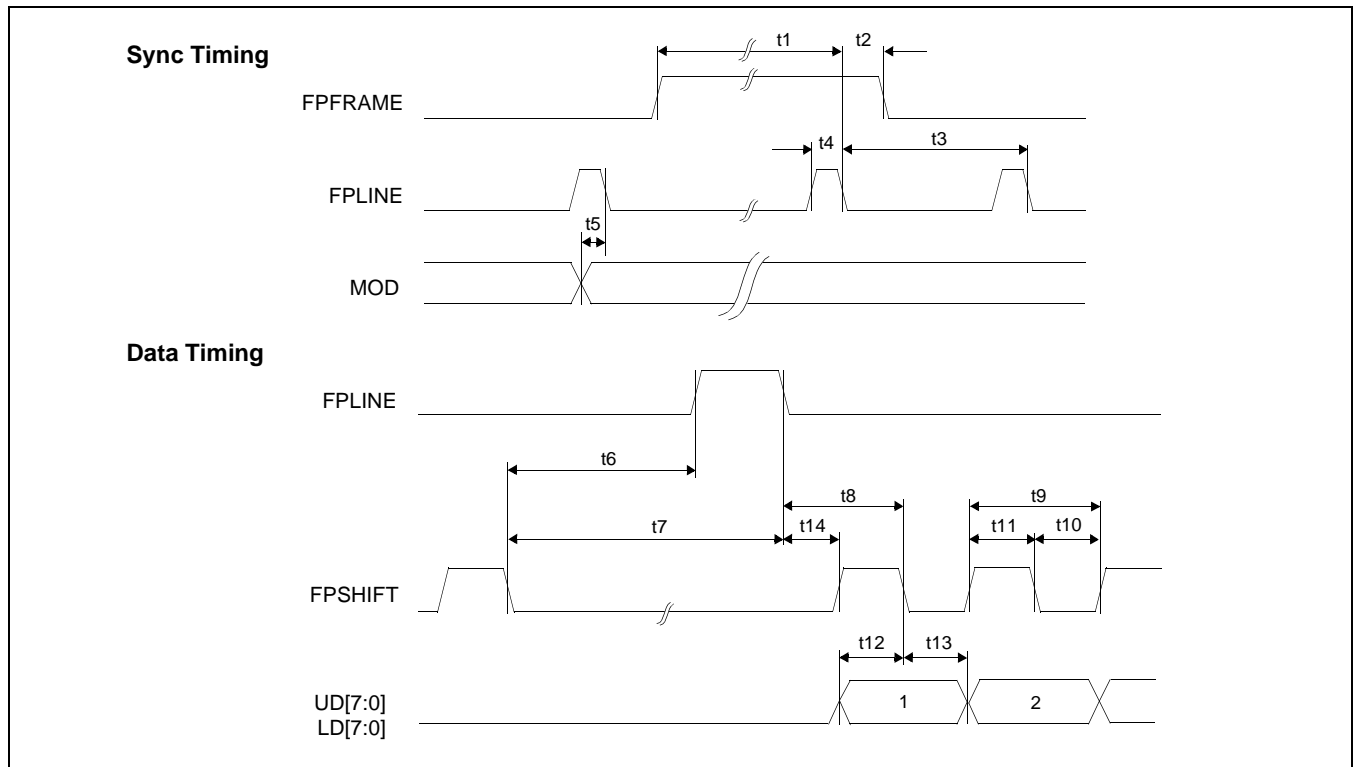 Sync Timing
t1 t2
FPFRAME
t4 t3
FPLINE
t5
MOD
Data Timing
FPLINE
t6
t8 t9
t7 t14 t11 t10
FPSHIFT
t12 t13
UD[7:0] 1 2
LD[7:0]